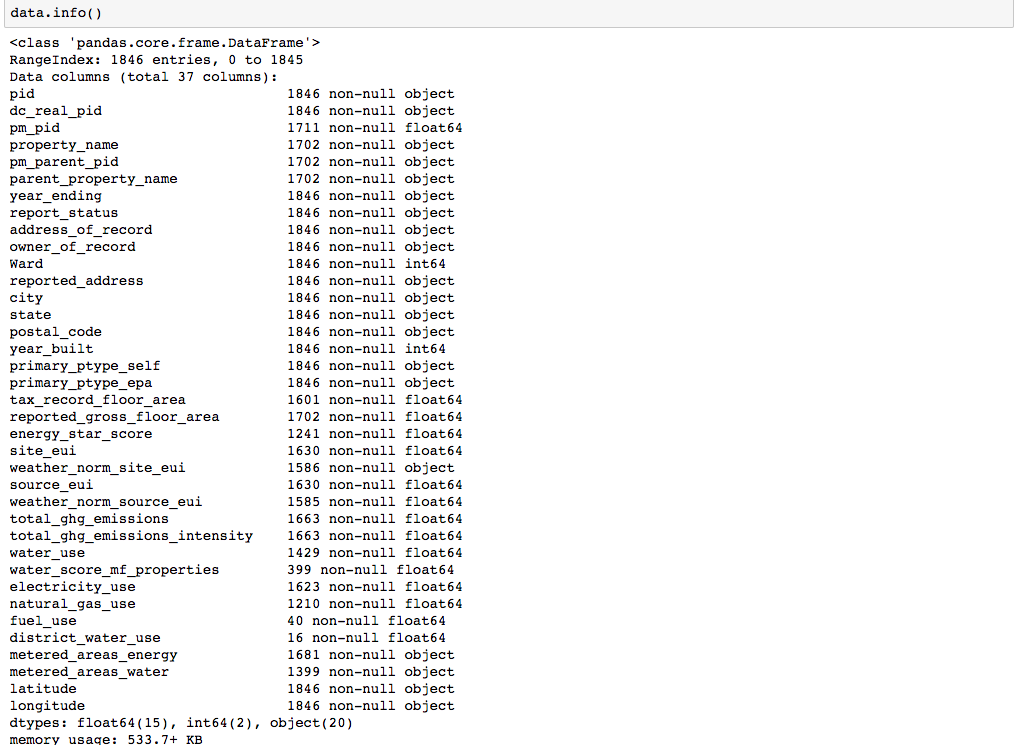 data.info()
<class 'pandas.core.frame.DataFrame'>
RangeIndex: 1846 entries, 0 to 1845
Data columns (total 37 columns):
pid 1846 non-null object
dc_real_pid 1846 non-null object
pm_pid 1711 non-null float64
property_name 1702 non-null object
pm_parent_pid 1702 non-null object
parent_property_name 1702 non-null object
year_ending 1846 non-null object
report_status 1846 non-null object
address_of_record 1846 non-null object
owner_of_record 1846 non-null object
Ward 1846 non-null int64
reported_address 1846 non-null object
city 1846 non-null object
state 1846 non-null object
postal_code 1846 non-null object
year_built 1846 non-null int64
primary_ptype_self 1846 non-null object
primary_ptype_epa 1846 non-null object
tax_record_floor_area 1601 non-null float64
reported_gross_floor_area 1702 non-null float64
energy_star_score 1241 non-null float64
site_eui 1630 non-null float64
weather_norm_site_eui 1586 non-null object
source_eui 1630 non-null float64
weather_norm_source_eui 1585 non-null float64
total_ghg_emissions 1663 non-null float64
total_ghg_emissions_intensity 1663 non-null float64
water_use 1429 non-null float64
water_score_mf_properties 399 non-null float64
electricity_use 1623 non-null float64
natural_gas_use 1210 non-null float64
fuel_use 40 non-null float64
district_water_use 16 non-null float64
metered_areas_energy 1681 non-null object
metered_areas_water 1399 non-null object
latitude 1846 non-null object
longitude 1846 non-null object
dtypes: float64(15), int64(2), object(20)
memory usage: 533.7+ KB